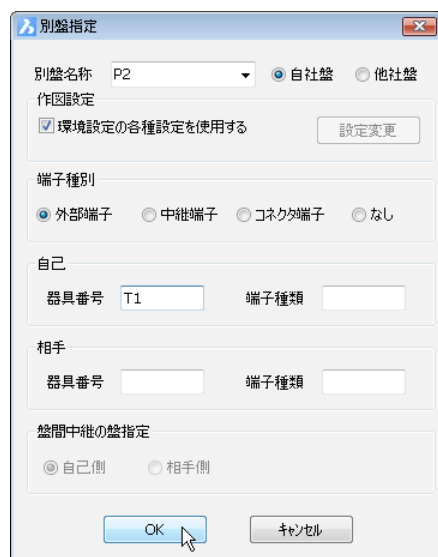 別盤指定
別盤名称 P2 自社盤 他社盤
作図設定
環境設定の各種設定を使用する 設定変更
端子種別
外部端子 中継端子 コネクタ端子 なし
自己
器具番号 T1 端子種類
相手
器具番号 端子種類
盤間中継の盤指定
自己側 相手側
OK キャンセル